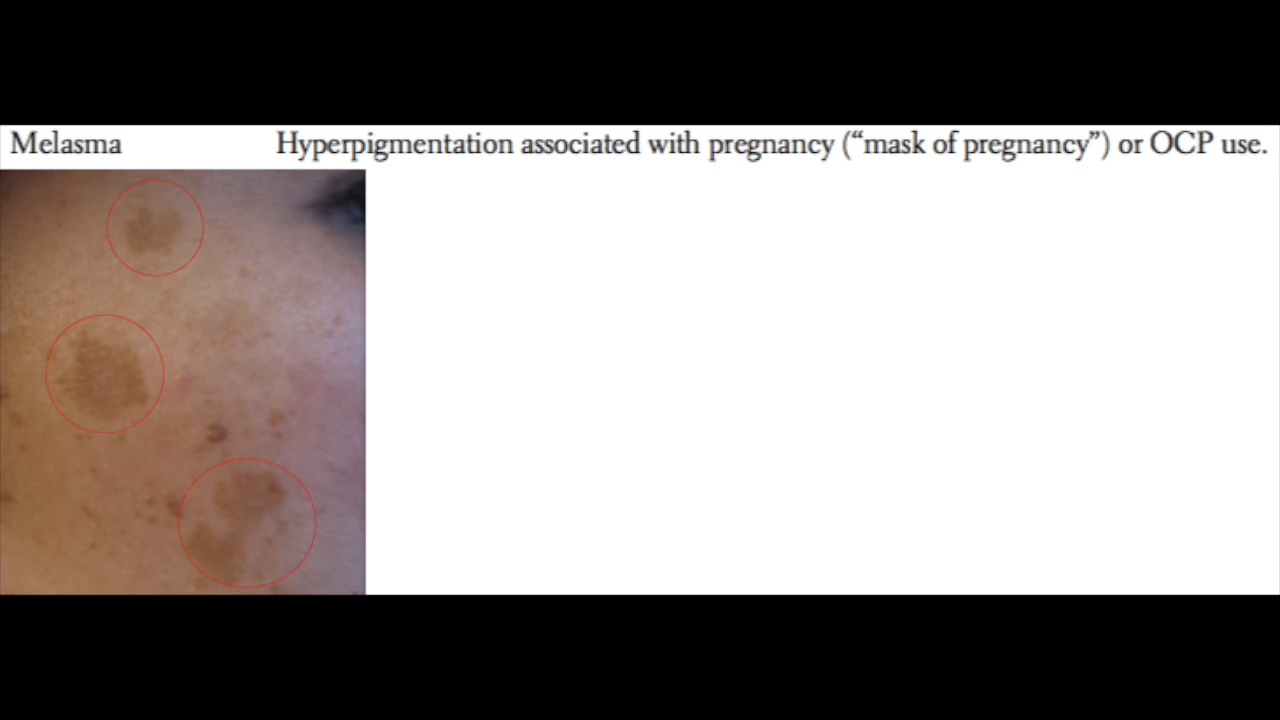 Melasma Hyperpigmentation associated with pregnancy (“mask of pregnancy”) or OCP use.